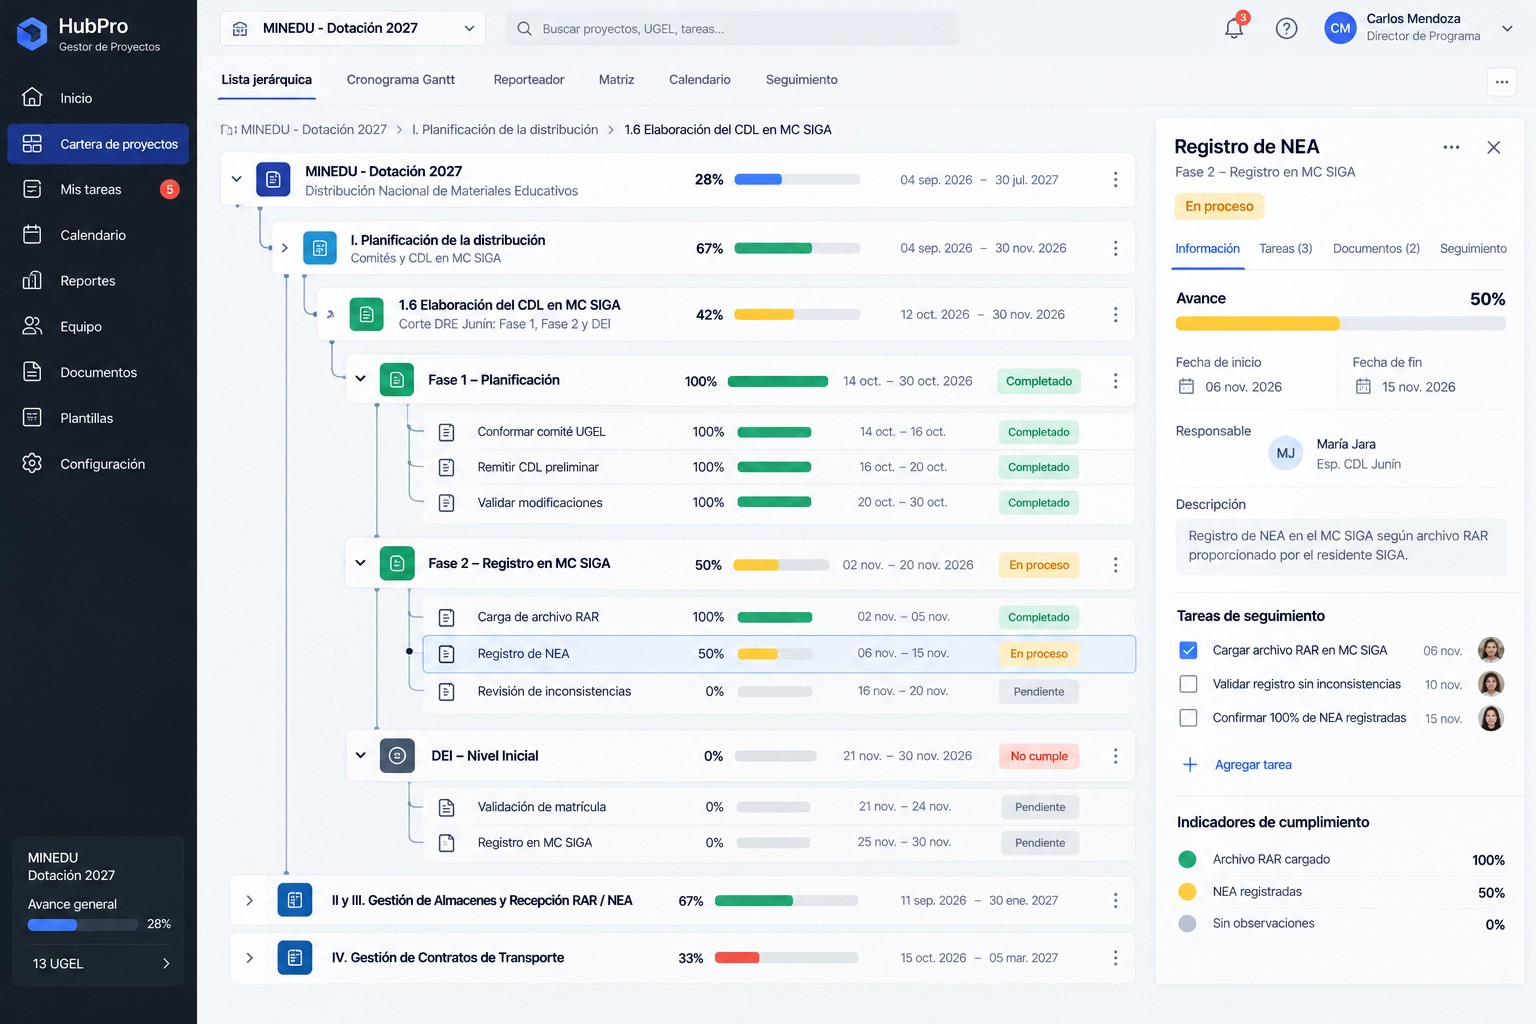 HubPro
Gestor de Proyectos
Inicio
Cartera de proyectos
Mis tareas 5
Calendario
Reportes
Equipo
Documentos
Plantillas
Configuración
MINEDU
Dotación 2027
Avance general
28%
13 UGEL
MINEDU - Dotación 2027
Buscar proyectos, UGEL, tareas...
3
CM
Carlos Mendoza
Director de Programa
Lista jerárquica Cronograma Gantt Reporteador Matriz Calendario Seguimiento
MINEDU - Dotación 2027 > I. Planificación de la distribución > 1.6 Elaboración del CDL en MC SIGA
MINEDU - Dotación 2027
Distribución Nacional de Materiales Educativos
28% 04 sep. 2026 – 30 jul. 2027
I. Planificación de la distribución
Comités y CDL en MC SIGA
67% 04 sep. 2026 – 30 nov. 2026
1.6 Elaboración del CDL en MC SIGA
Corte DRE Junín: Fase 1, Fase 2 y DEI
42% 12 oct. 2026 – 30 nov. 2026
Fase 1 – Planificación 100% 14 oct. – 30 oct. 2026 Completado
Conformar comité UGEL 100% 14 oct. – 16 oct. Completado
Remitir CDL preliminar 100% 16 oct. – 20 oct. Completado
Validar modificaciones 100% 20 oct. – 30 oct. Completado
Fase 2 – Registro en MC SIGA 50% 02 nov. – 20 nov. 2026 En proceso
Carga de archivo RAR 100% 02 nov. – 05 nov. Completado
Registro de NEA 50% 06 nov. – 15 nov. En proceso
Revisión de inconsistencias 0% 16 nov. – 20 nov. Pendiente
DEI – Nivel Inicial 0% 21 nov. – 30 nov. 2026 No cumple
Validación de matrícula 0% 21 nov. – 24 nov. Pendiente
Registro en MC SIGA 0% 25 nov. – 30 nov. Pendiente
II y III. Gestión de Almacenes y Recepción RAR / NEA 67% 11 sep. 2026 – 30 ene. 2027
IV. Gestión de Contratos de Transporte 33% 15 oct. 2026 – 05 mar. 2027
Registro de NEA
Fase 2 – Registro en MC SIGA
En proceso
Información Tareas (3) Documentos (2) Seguimiento
Avance 50%
Fecha de inicio Fecha de fin
06 nov. 2026 15 nov. 2026
Responsable
MJ
María Jara
Esp. CDL Junín
Descripción
Registro de NEA en el MC SIGA según archivo RAR
proporcionado por el residente SIGA.
Tareas de seguimiento
Cargar archivo RAR en MC SIGA 06 nov.
Validar registro sin inconsistencias 10 nov.
Confirmar 100% de NEA registradas 15 nov.
+ Agregar tarea
Indicadores de cumplimiento
Archivo RAR cargado 100%
NEA registradas 50%
Sin observaciones 0%